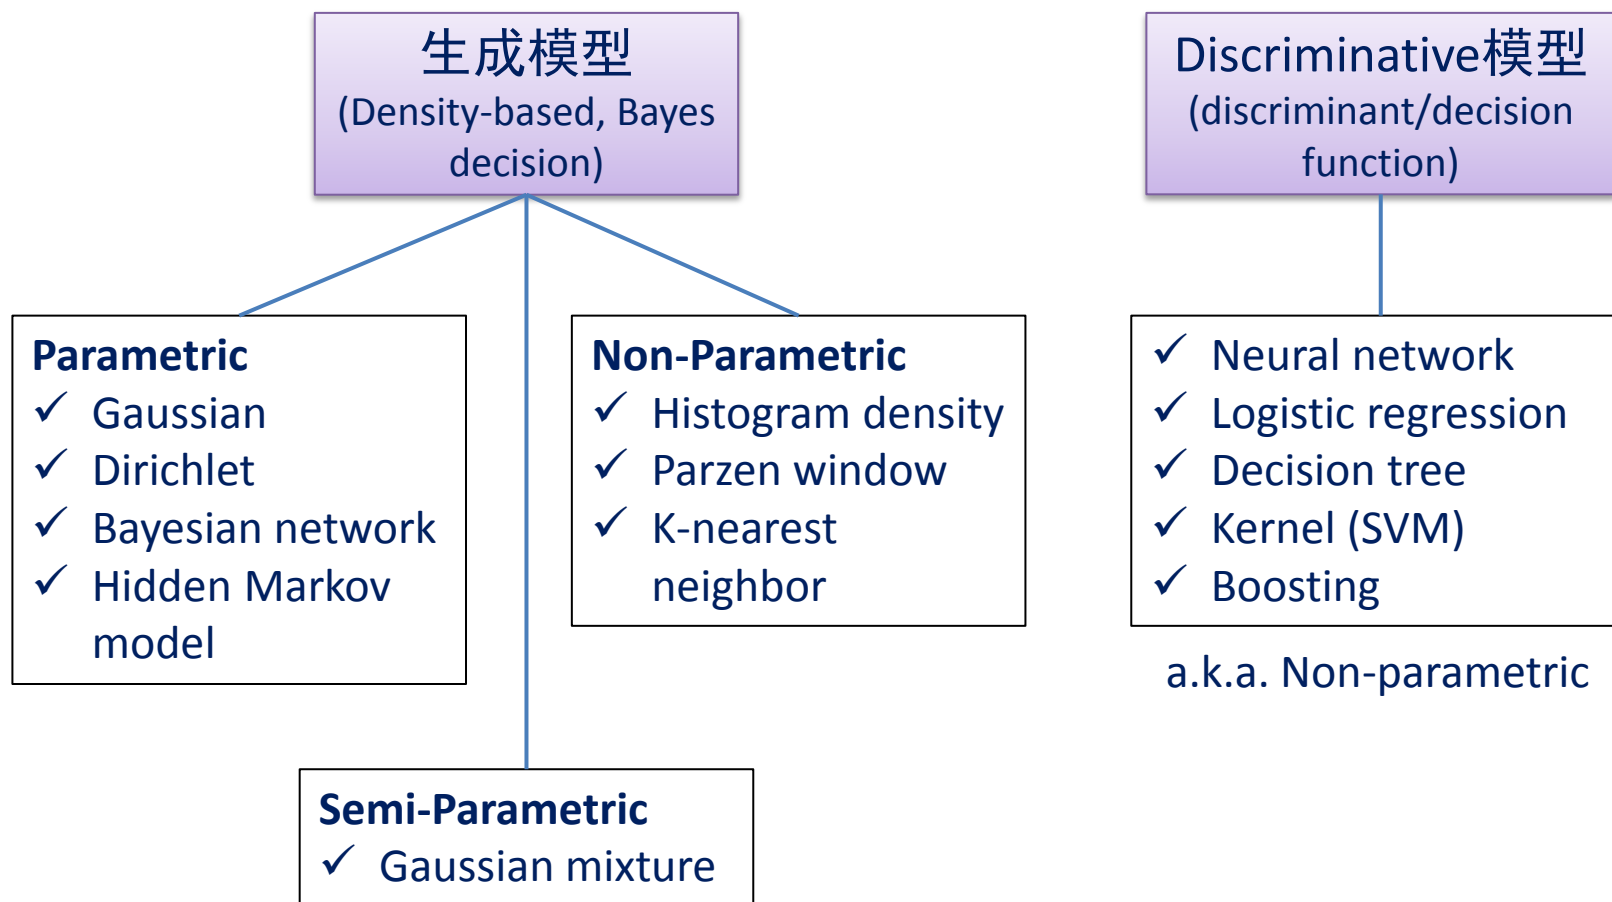 生成模型
(Density-based, Bayes
decision)
Discriminative模型
(discriminant/decision
function)
Parametric
✓ Gaussian
✓ Dirichlet
✓ Bayesian network
✓ Hidden Markov
model
Non-Parametric
✓ Histogram density
✓ Parzen window
✓ K-nearest
neighbor
✓ Neural network
✓ Logistic regression
✓ Decision tree
✓ Kernel (SVM)
✓ Boosting
a.k.a. Non-parametric
Semi-Parametric
✓ Gaussian mixture